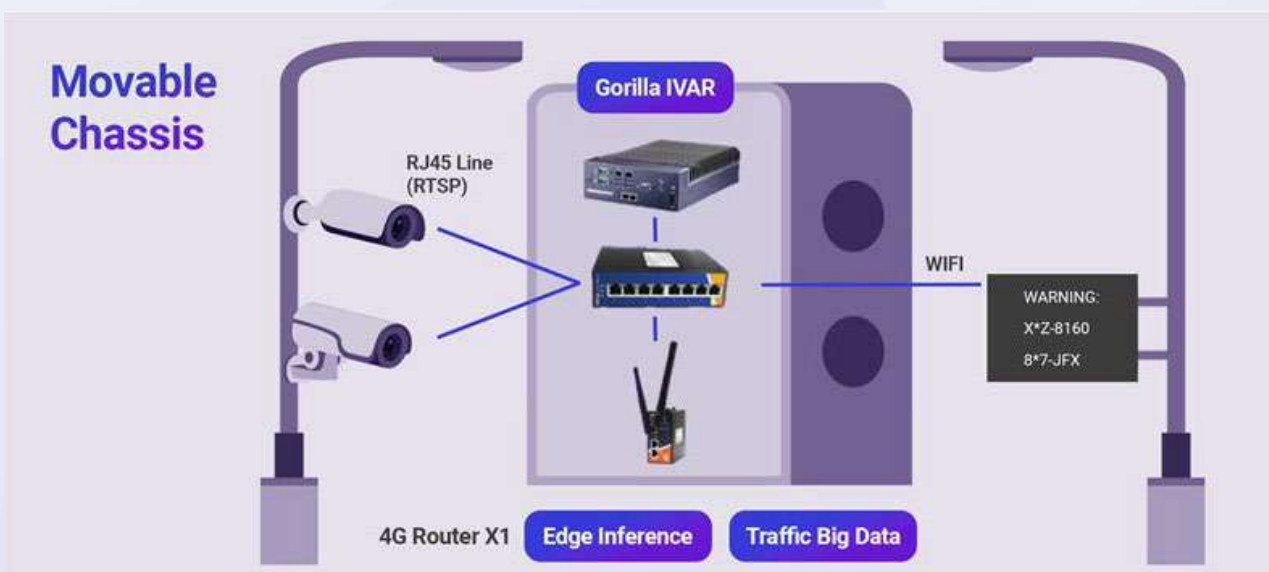 Movable
Chassis
Gorilla IVAR
RJ45 Line
(RTSP)
WIFI
WARNING:
X*Z-8160
8*7-JFX
4G Router X1
Edge Inference
Traffic Big Data